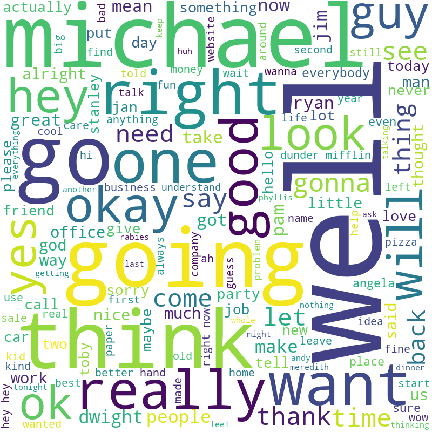 actually bad mean something now
michael guy
big put day website jim second still see
find huh around
alright told fun wait wanna everybody today
hey right talk money ryan year man
stanley jan
great anything need look life lot even never
cool care take
please everything go one hi good hello dunder mifflin thing thought
another business understand phyllis talking
okay say gonna left
friend pam little
office give got name ask love
yes god way always company ah will help pizza
rabies
getting last guess problem angela
going well
use call sorry come party let idea said back
sale real first job new
car nice much nothing
two maybe right now make leave fine
think place
kid toby better hand old whole night tell andy
kind paper
work best made home meredith dinner
tonight really want start us
ok sure
hey hey wanted dwight people feel thank time wow
thinking
keep